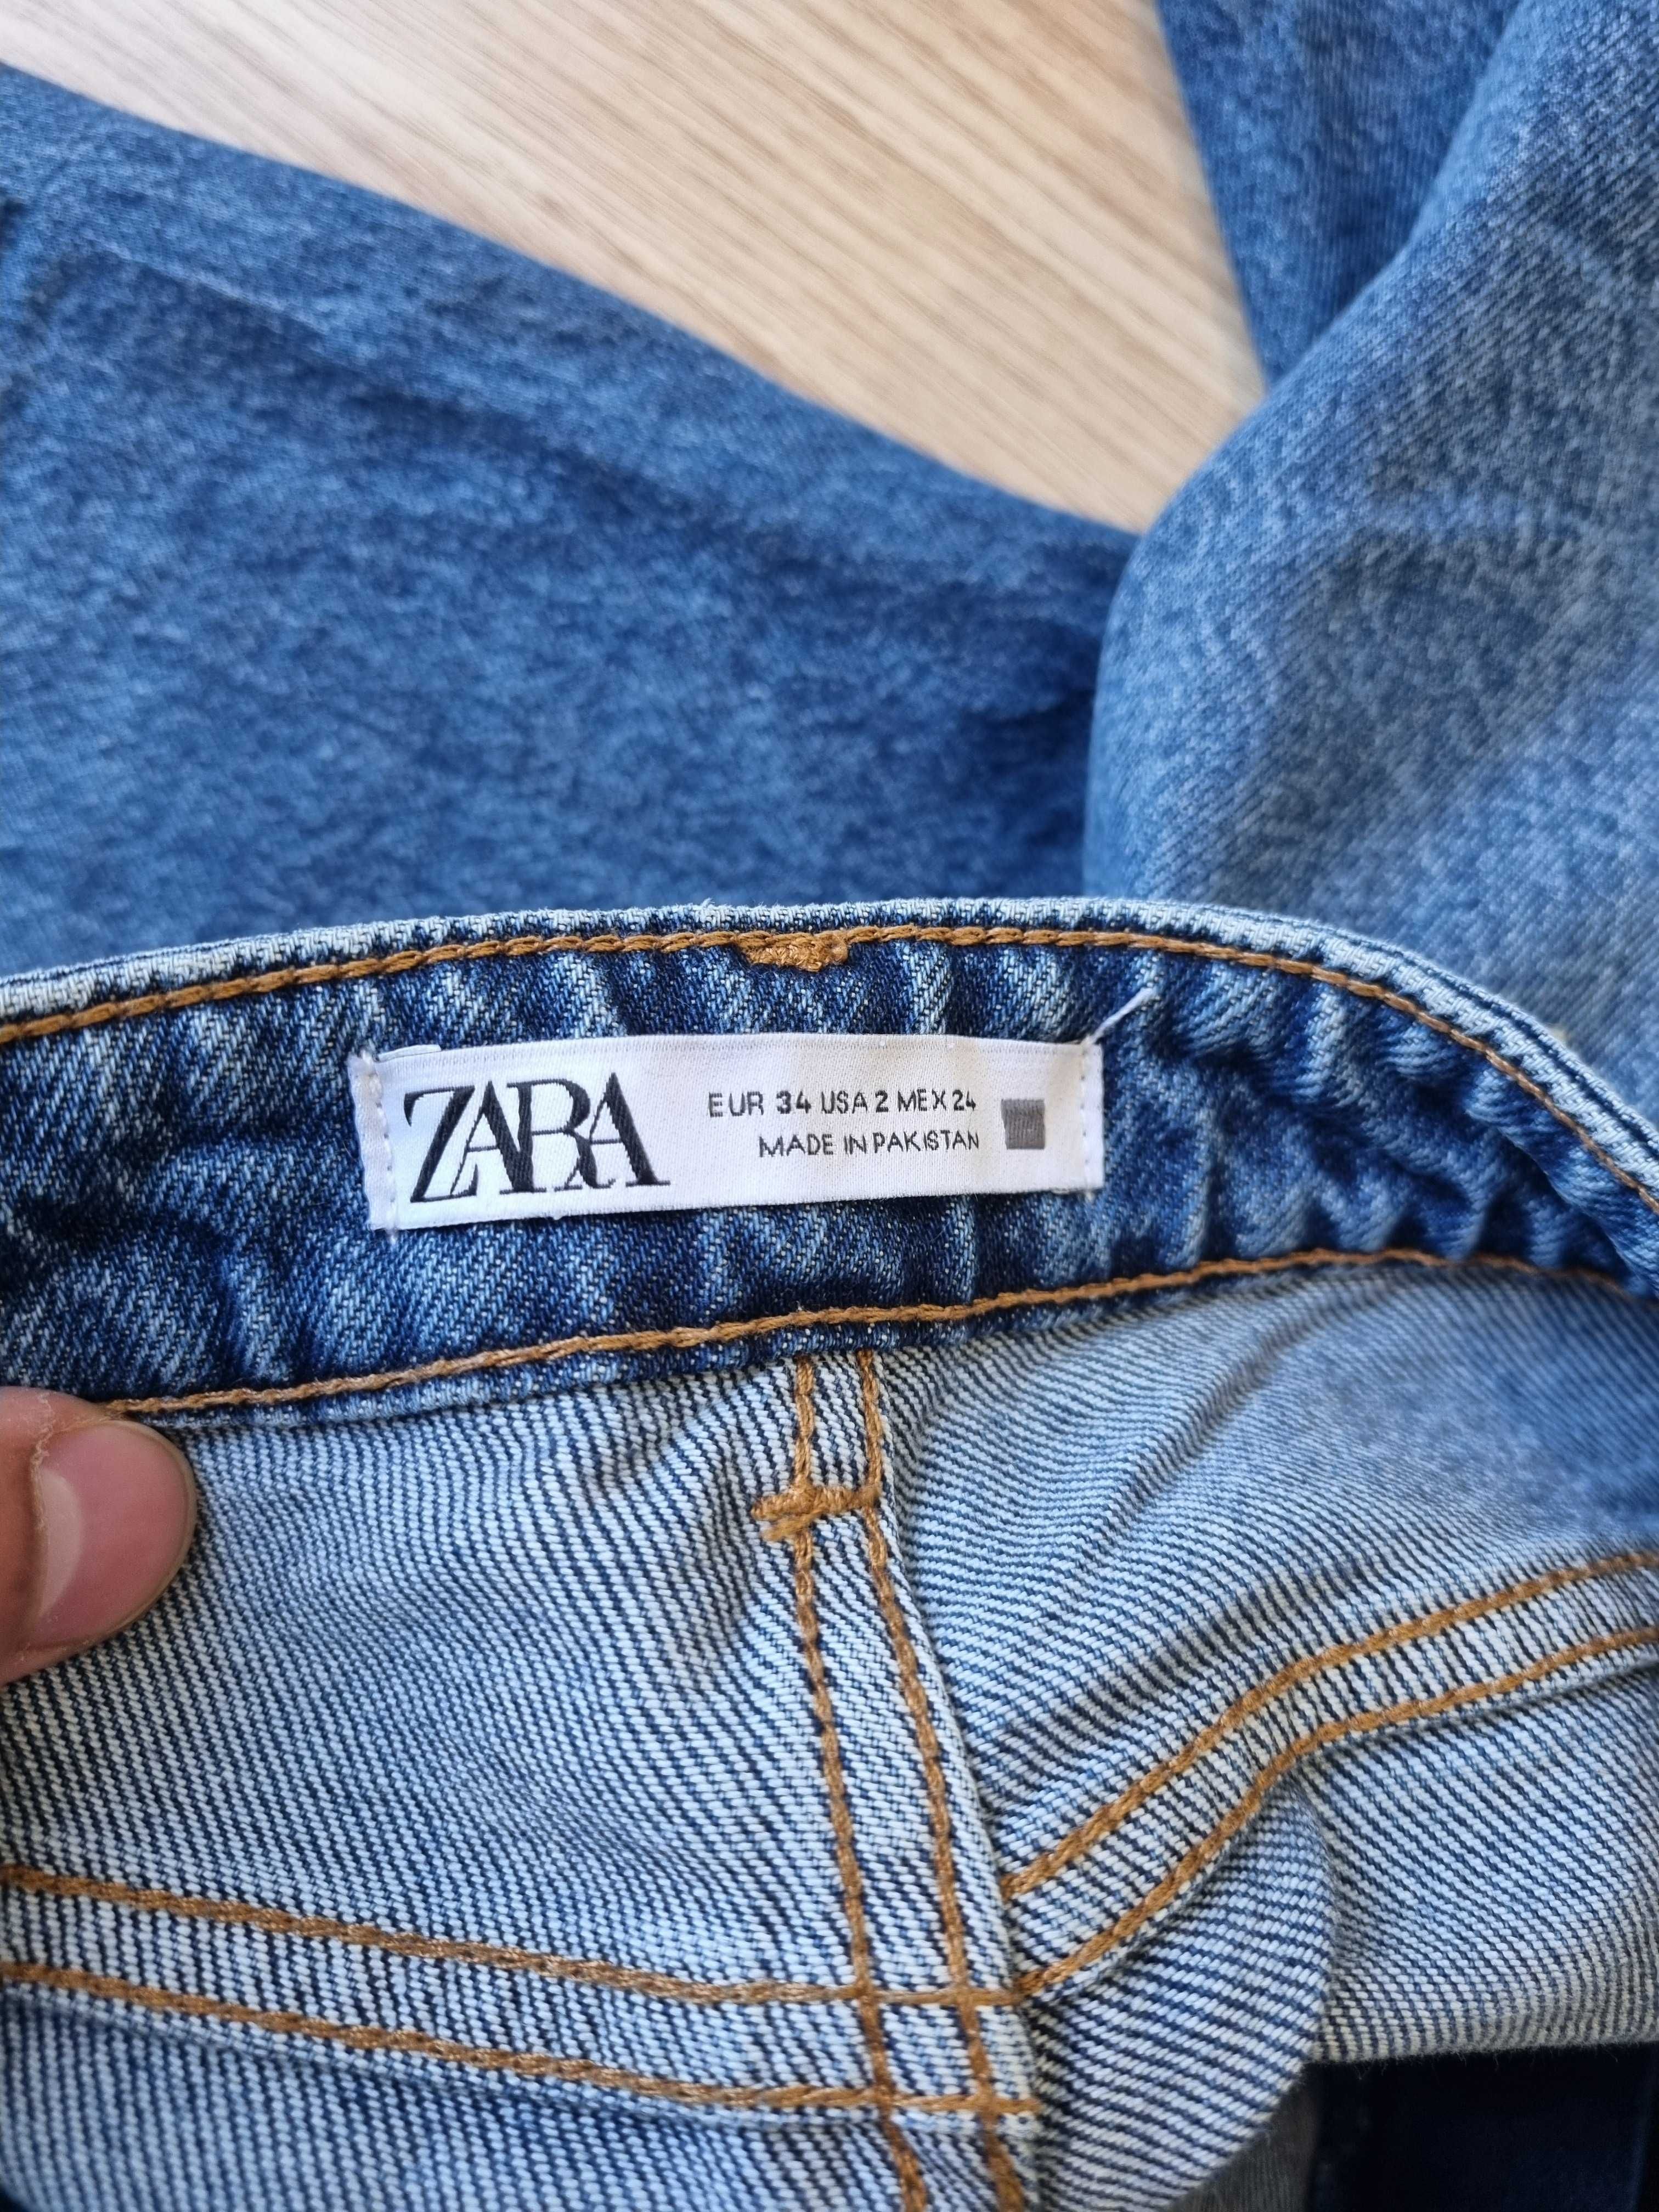 ZARA
EUR 34 USA 2 MEX 24
MADE IN PAKISTAN